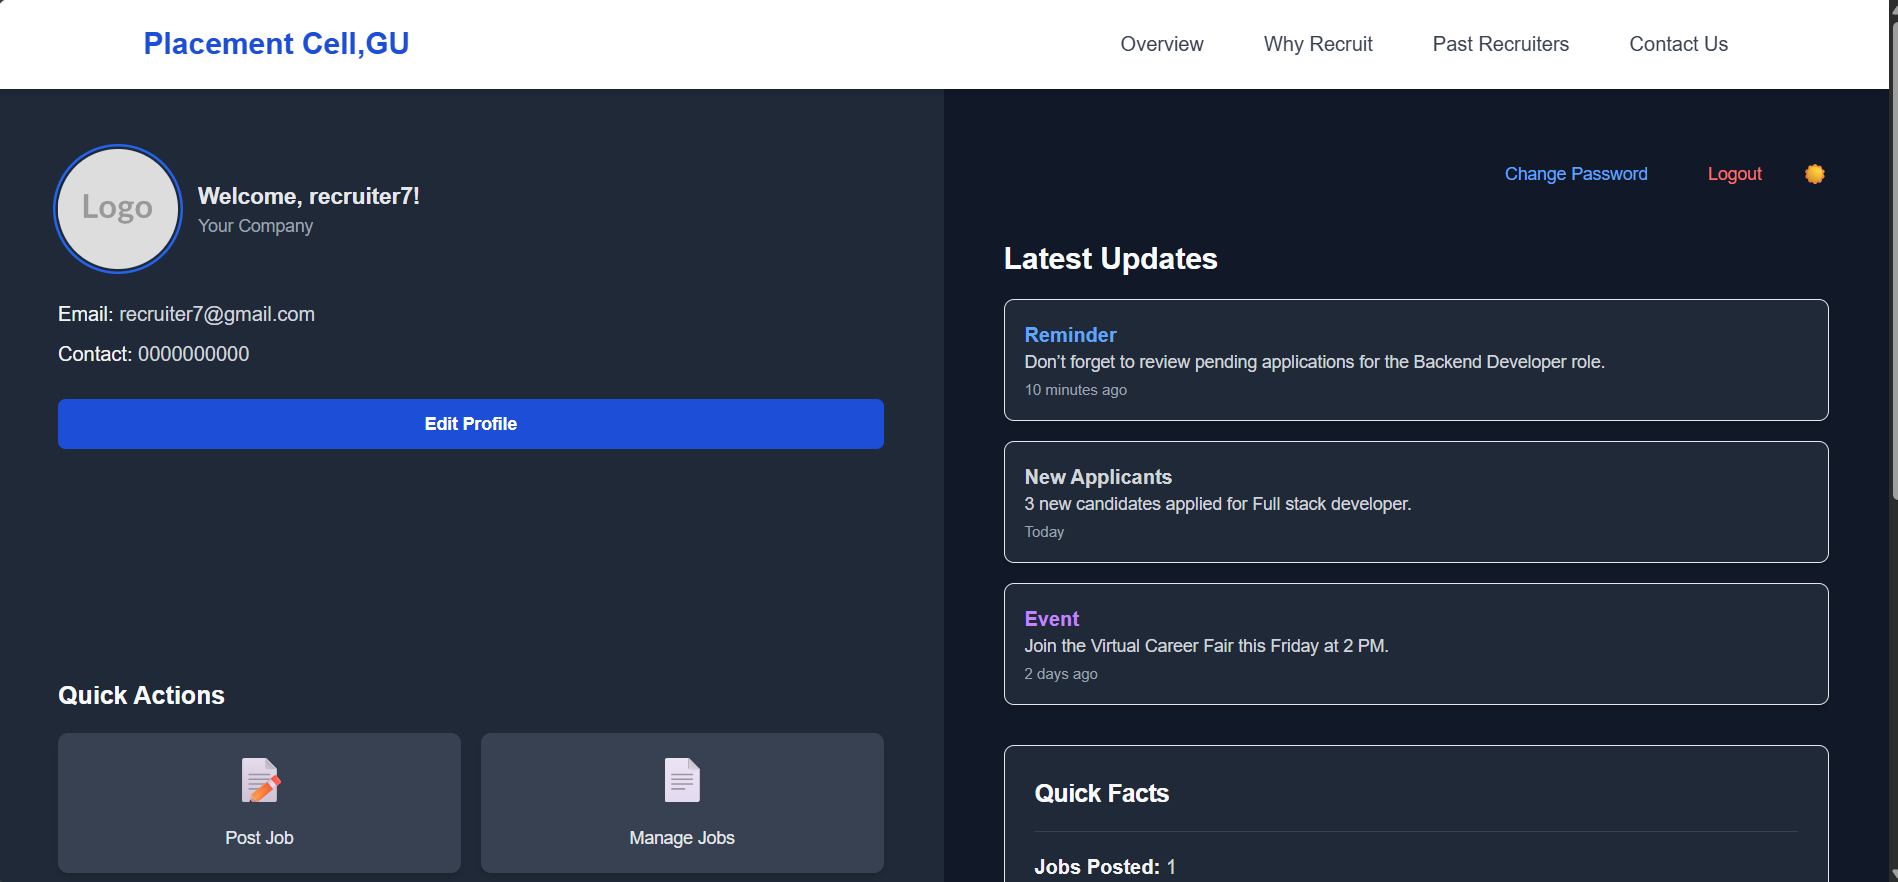 Placement Cell,GU
Overview
Why Recruit
Past Recruiters
Contact Us
Logo
Welcome, recruiter7!
Your Company
Email: recruiter7@gmail.com
Contact: 0000000000
Edit Profile
Quick Actions
Post Job
Manage Jobs
Change Password
Logout
Latest Updates
Reminder
Don’t forget to review pending applications for the Backend Developer role.
10 minutes ago
New Applicants
3 new candidates applied for Full stack developer.
Today
Event
Join the Virtual Career Fair this Friday at 2 PM.
2 days ago
Quick Facts
Jobs Posted: 1